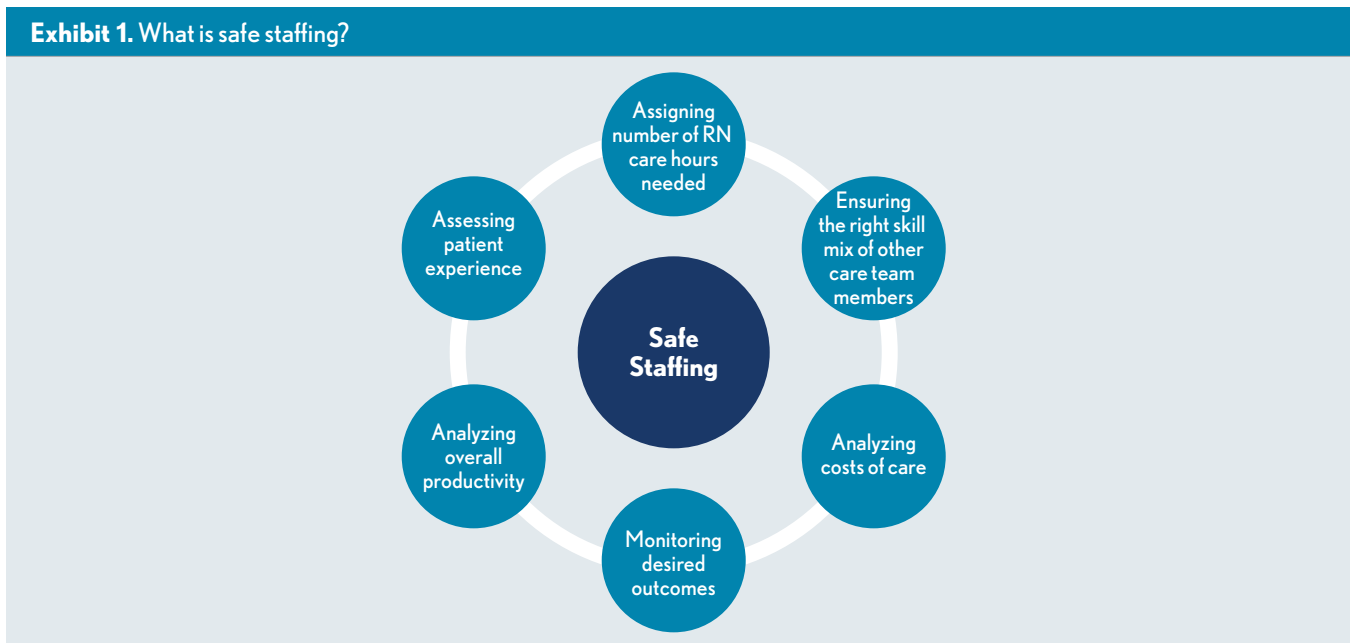 Exhibit 1. What is safe staffing?
Assigning
number of RN
care hours
needed
Ensuring
the right skill
mix of other
care team
members
Analyzing
costs of care
Monitoring
desired
outcomes
Analyzing
overall
productivity
Assessing
patient
experience
Safe
Staffing